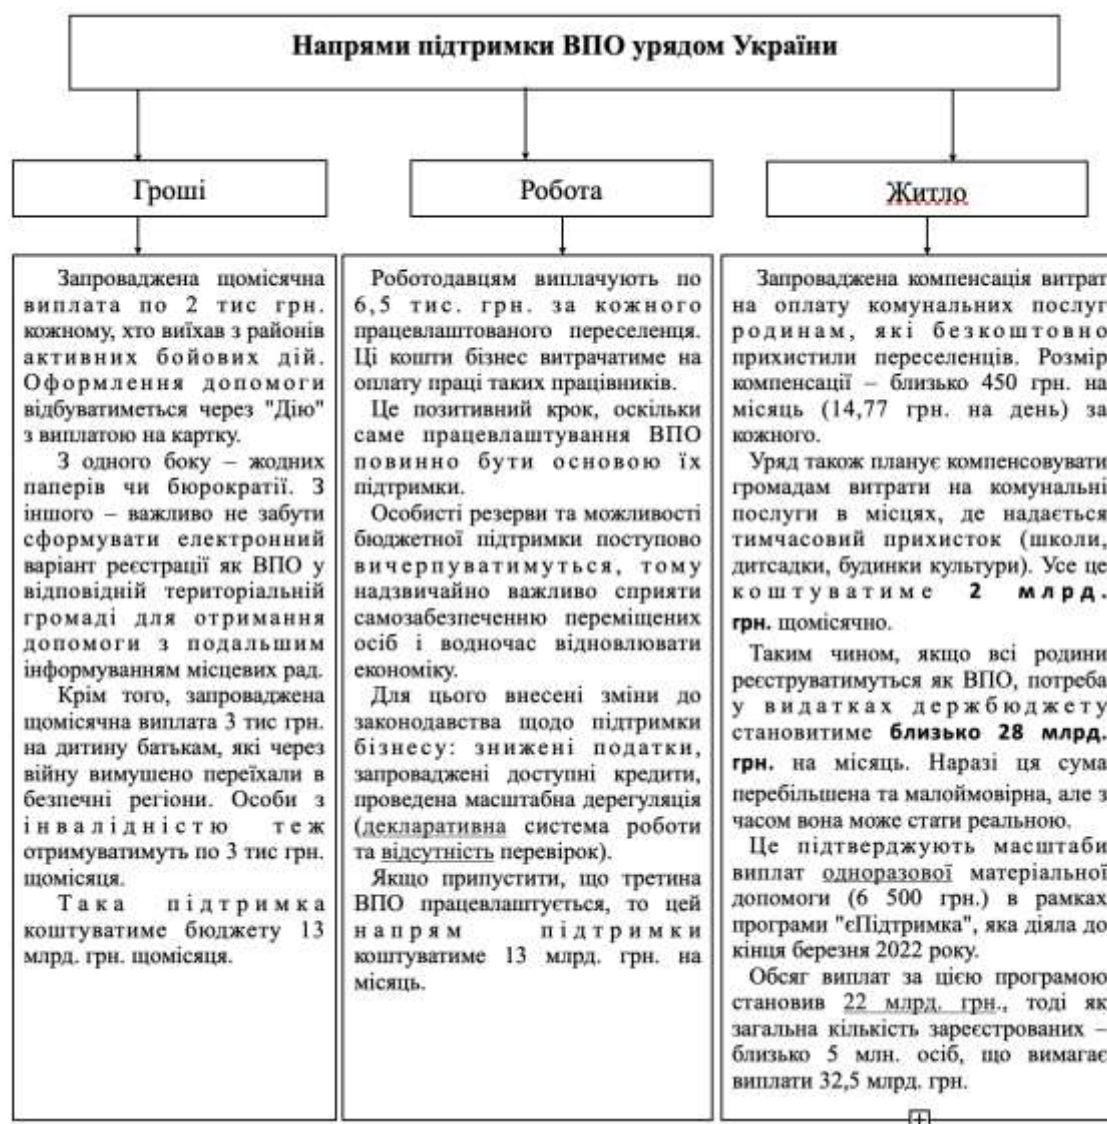 Напрями підтримки ВПО урядом України
Гроші
Робота
Житло
Запроваджена щомісячна
виплата по 2 тис грн.
кожному, хто виїхав з районів
активних бойових дій.
Оформлення допомоги
відбуватиметься через "Дію"
з виплатою на картку.
З одного боку – жодних
паперів чи бюрократії. З
іншого – важливо не забути
сформувати електронний
варіант реєстрації як ВПО у
відповідній територіальній
громаді для отримання
допомоги з подальшим
інформуванням місцевих рад.
Крім того, запроваджена
щомісячна виплата 3 тис грн.
на дитину батькам, які через
війну вимушено переїхали в
безпечні регіони. Особи з
інвалідністю теж
отримуватимуть по 3 тис грн.
щомісяця.
Така підтримка
коштуватиме бюджету 13
млрд. грн. щомісяця.
Роботодавцям виплачують по
6,5 тис. грн. за кожного
працевлаштованого переселенця.
Ці кошти бізнес витрачатиме на
оплату праці таких працівників.
Це позитивний крок, оскільки
саме працевлаштування ВПО
повинно бути основою їх
підтримки.
Особисті резерви та можливості
бюджетної підтримки поступово
вичерпуватимуться, тому
надзвичайно важливо сприяти
самозабезпеченню переміщених
осіб і водночас відновлювати
економіку.
Для цього внесені зміни до
законодавства щодо підтримки
бізнесу: знижені податки,
запроваджені доступні кредити,
проведена масштабна дерегуляція
(декларативна система роботи
та відсутність перевірок).
Якщо припустити, що третина
ВПО працевлаштується, то цей
напрям підтримки
коштуватиме 13 млрд. грн. на
місяць.
Запроваджена компенсація витрат
на оплату комунальних послуг
родинам, які безкоштовно
прихистили переселенців. Розмір
компенсації – близько 450 грн. на
місяць (14,77 грн. на день) за
кожного.
Уряд також планує компенсовувати
громадам витрати на комунальні
послуги в місцях, де надається
тимчасовий прихисток (школи,
дитсадки, будинки культури). Усе це
коштуватиме 2 млрд.
грн. щомісячно.
Таким чином, якщо всі родини
реєструватимуться як ВПО, потреба
у видатках держбюджету
становитиме близько 28 млрд.
грн. на місяць. Наразі ця сума
перебільшена та малоймовірна, але з
часом вона може стати реальною.
Це підтверджують масштаби
виплат одноразової матеріальної
допомоги (6 500 грн.) в рамках
програми "єПідтримка", яка діяла до
кінця березня 2022 року.
Обсяг виплат за цією програмою
становив 22 млрд. грн., тоді як
загальна кількість зареєстрованих –
близько 5 млн. осіб, що вимагає
виплати 32,5 млрд. грн.